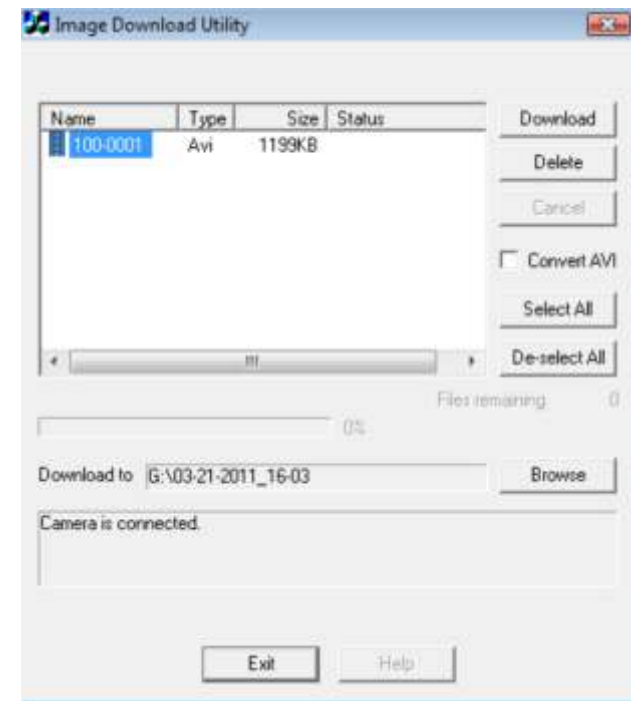 Image Download Utility
Name Type Size Status
100-0001 Avi 1199KB
Download
Delete
Cancel
Convert AVI
Select All
De-select All
Files remaining 0
0%
Download to G:\03-21-2011_16-03 Browse
Camera is connected.
Exit Help